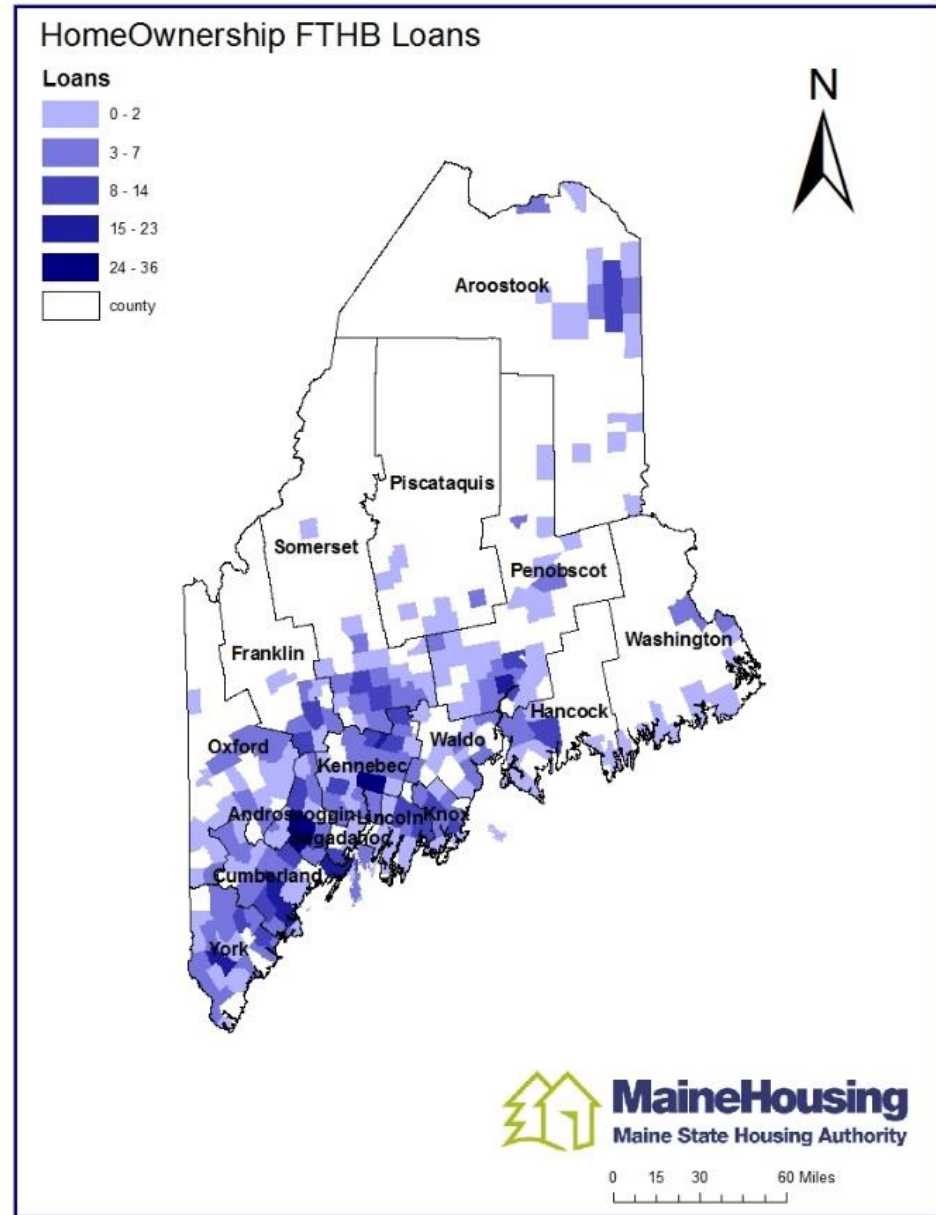 HomeOwnership FTHB Loans
Loans
0 - 2
3 - 7
8 - 14
15 - 23
24 - 36
county
N
Aroostook
Piscataquis
Somerset
Penobscot
Franklin
Washington
Hancock
Oxford
Waldo
Kennebec
Androscoggin
Lincoln
Knox
Sagadahoc
Cumberland
York
MaineHousing
Maine State Housing Authority
0 15 30 60 Miles